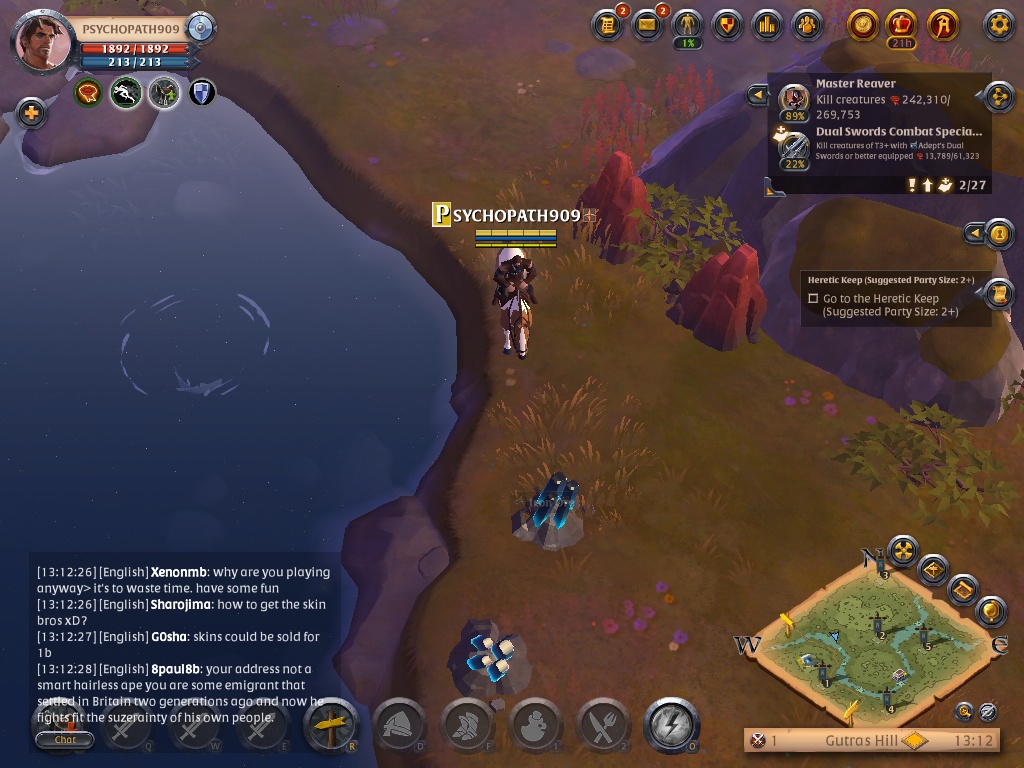 PSYCHOPATH909
1892 / 1892
213 / 213
2
2
1%
21h
Master Reaver
Kill creatures 242,310/
269,753
89%
Dual Swords Combat Specia...
Kill creatures of T3+ with Adept's Dual
Swords or better equipped 13,789/61,323
22%
2/27
PSYCHOPATH909
Heretic Keep (Suggested Party Size: 2+)
Go to the Heretic Keep
(Suggested Party Size: 2+)
[13:12:26] [English] Xenonmb: why are you playing
anyway> it's to waste time. have some fun
[13:12:26] [English] Sharojima: how to get the skin
bros xD?
[13:12:27] [English] G0sha: skins could be sold for
1b
[13:12:28] [English] 8paul8b: your address not a
smart hairless ape you are some emigrant that
settled in Britain two generations ago and now he
fights fit the suzerainty of his own people.
Chat
Q
W
E
R
D
F
1
2
O
N
W
E
3
2
5
1
4
1
Gutras Hill
13:12